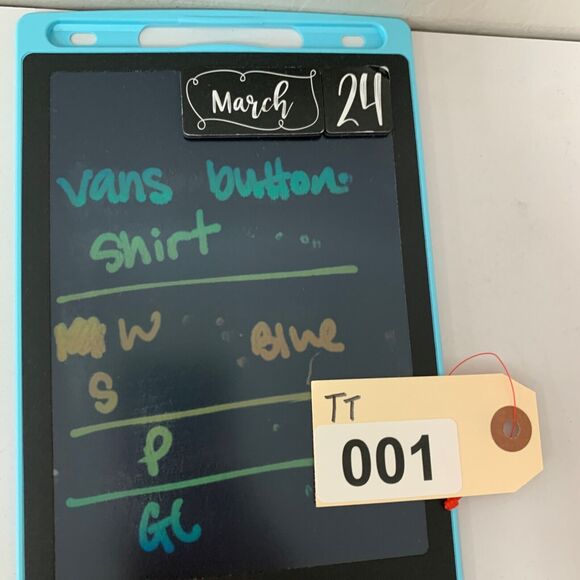 March 24
vans button
shirt
W Blue
S
TT
001
P
GC